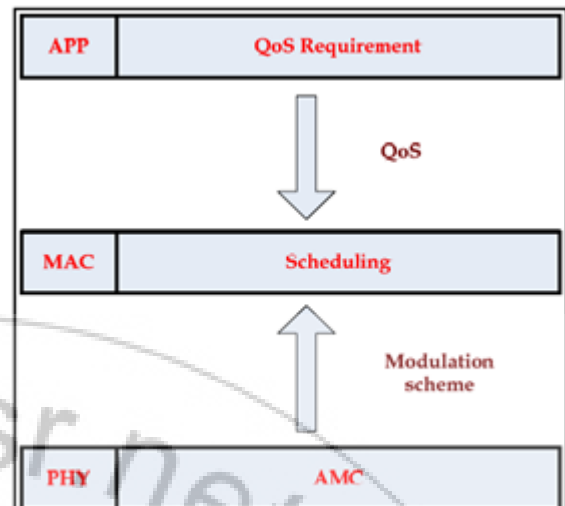 APP QoS Requirement
QoS
MAC Scheduling
Modulation
scheme
PHY AMC